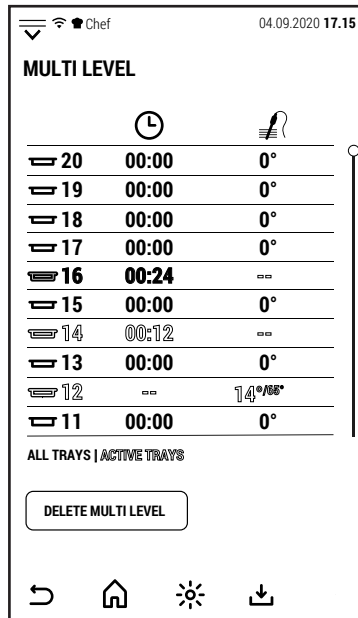 Chef 04.09.2020 17.15
MULTI LEVEL
20 00:00 0°
19 00:00 0°
18 00:00 0°
17 00:00 0°
16 00:24 --
15 00:00 0°
14 00:12 --
13 00:00 0°
12 -- 14°/65°
11 00:00 0°
ALL TRAYS | ACTIVE TRAYS
DELETE MULTI LEVEL